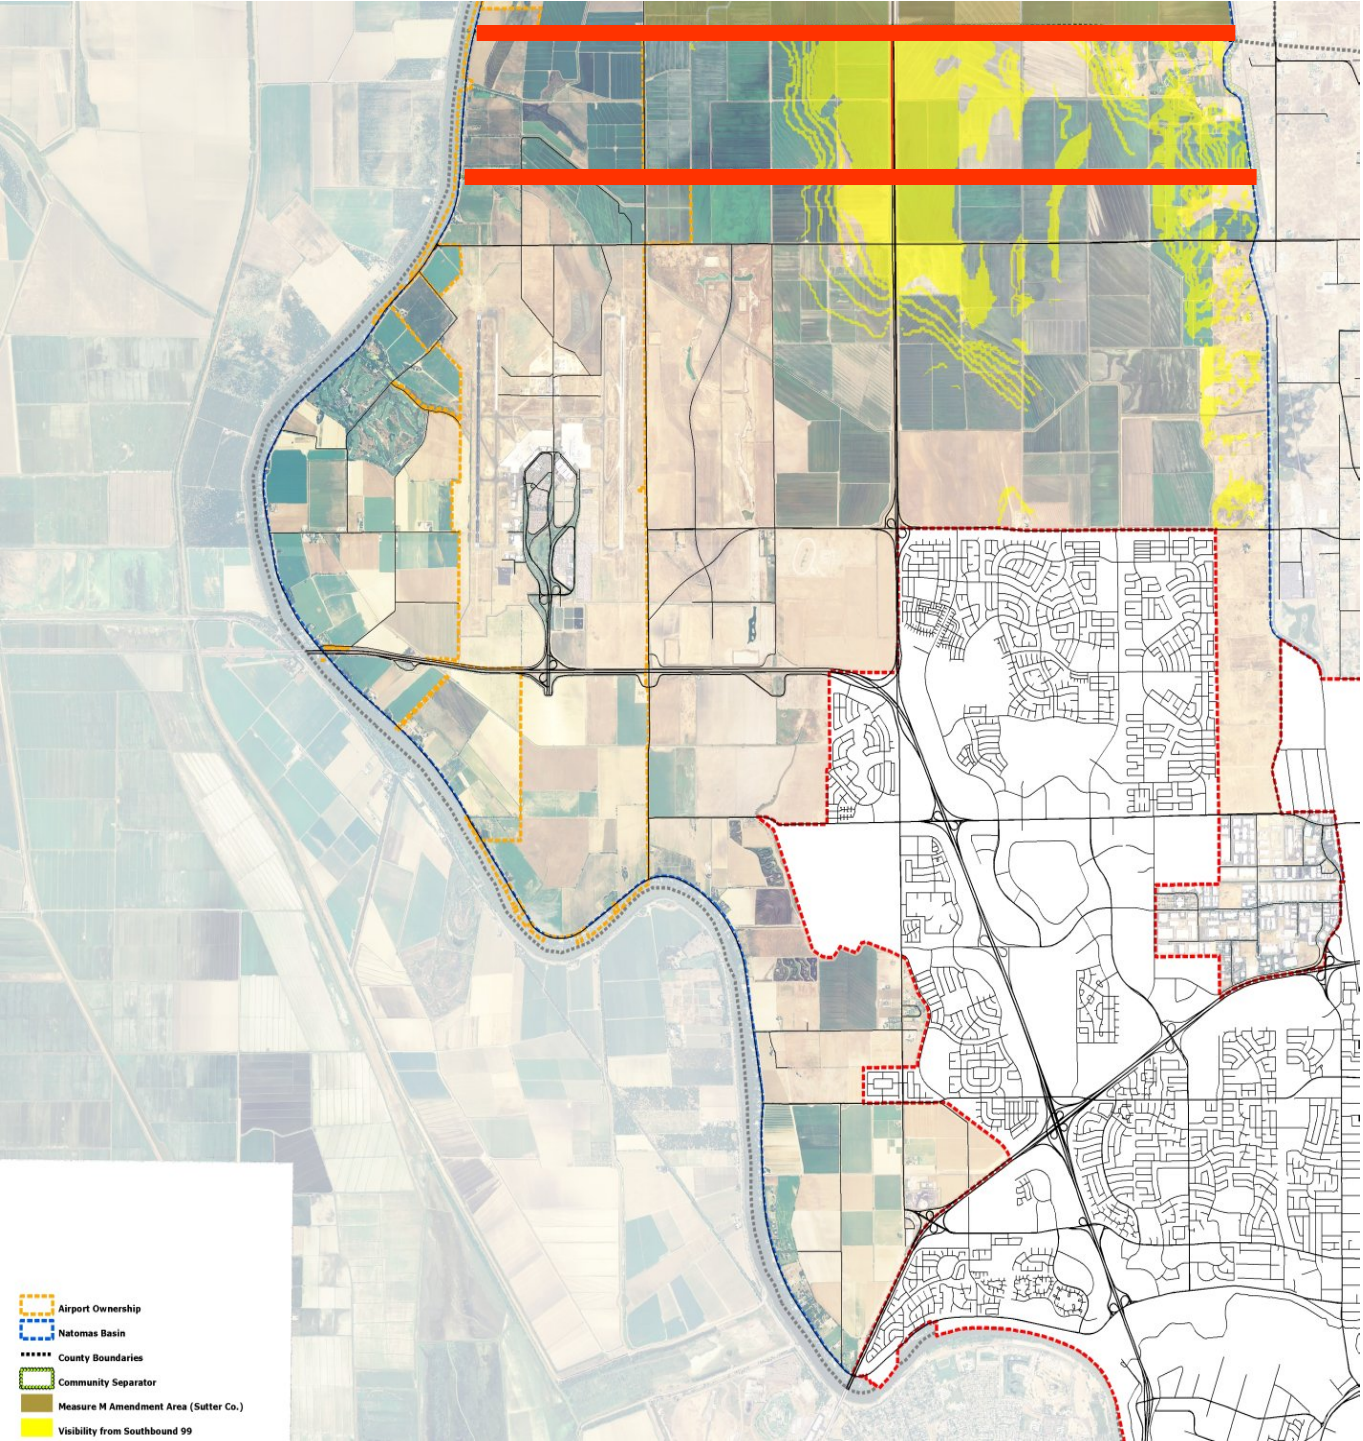 Airport Ownership
Natomas Basin
County Boundaries
Community Separator
Measure M Amendment Area (Sutter Co.)
Visibility from Southbound 99